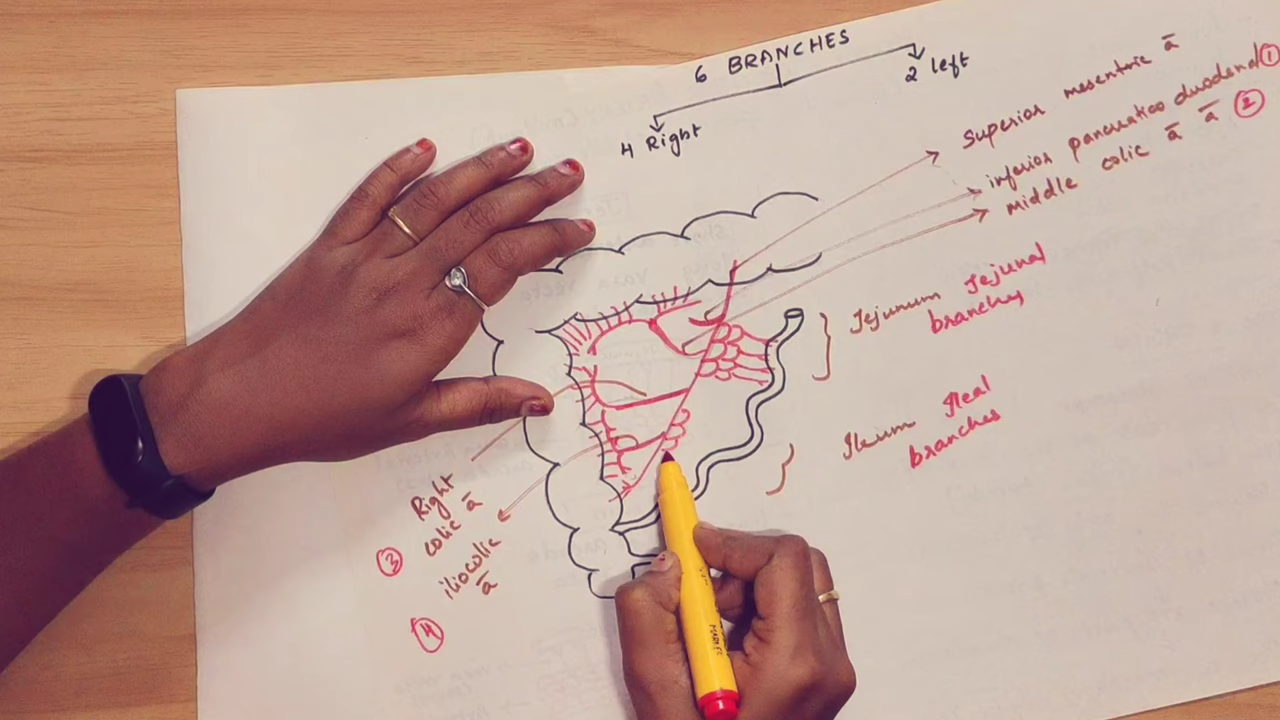 6 BRANCHES
4 Right
2 left
Superior mesenteric ā
inferior pancreatico duodenal ā ①
middle colic ā ②
Jejunum Jejunal
branches
Ileum Ileal
branches
Right
colic ā
③
iliocolic
ā
④